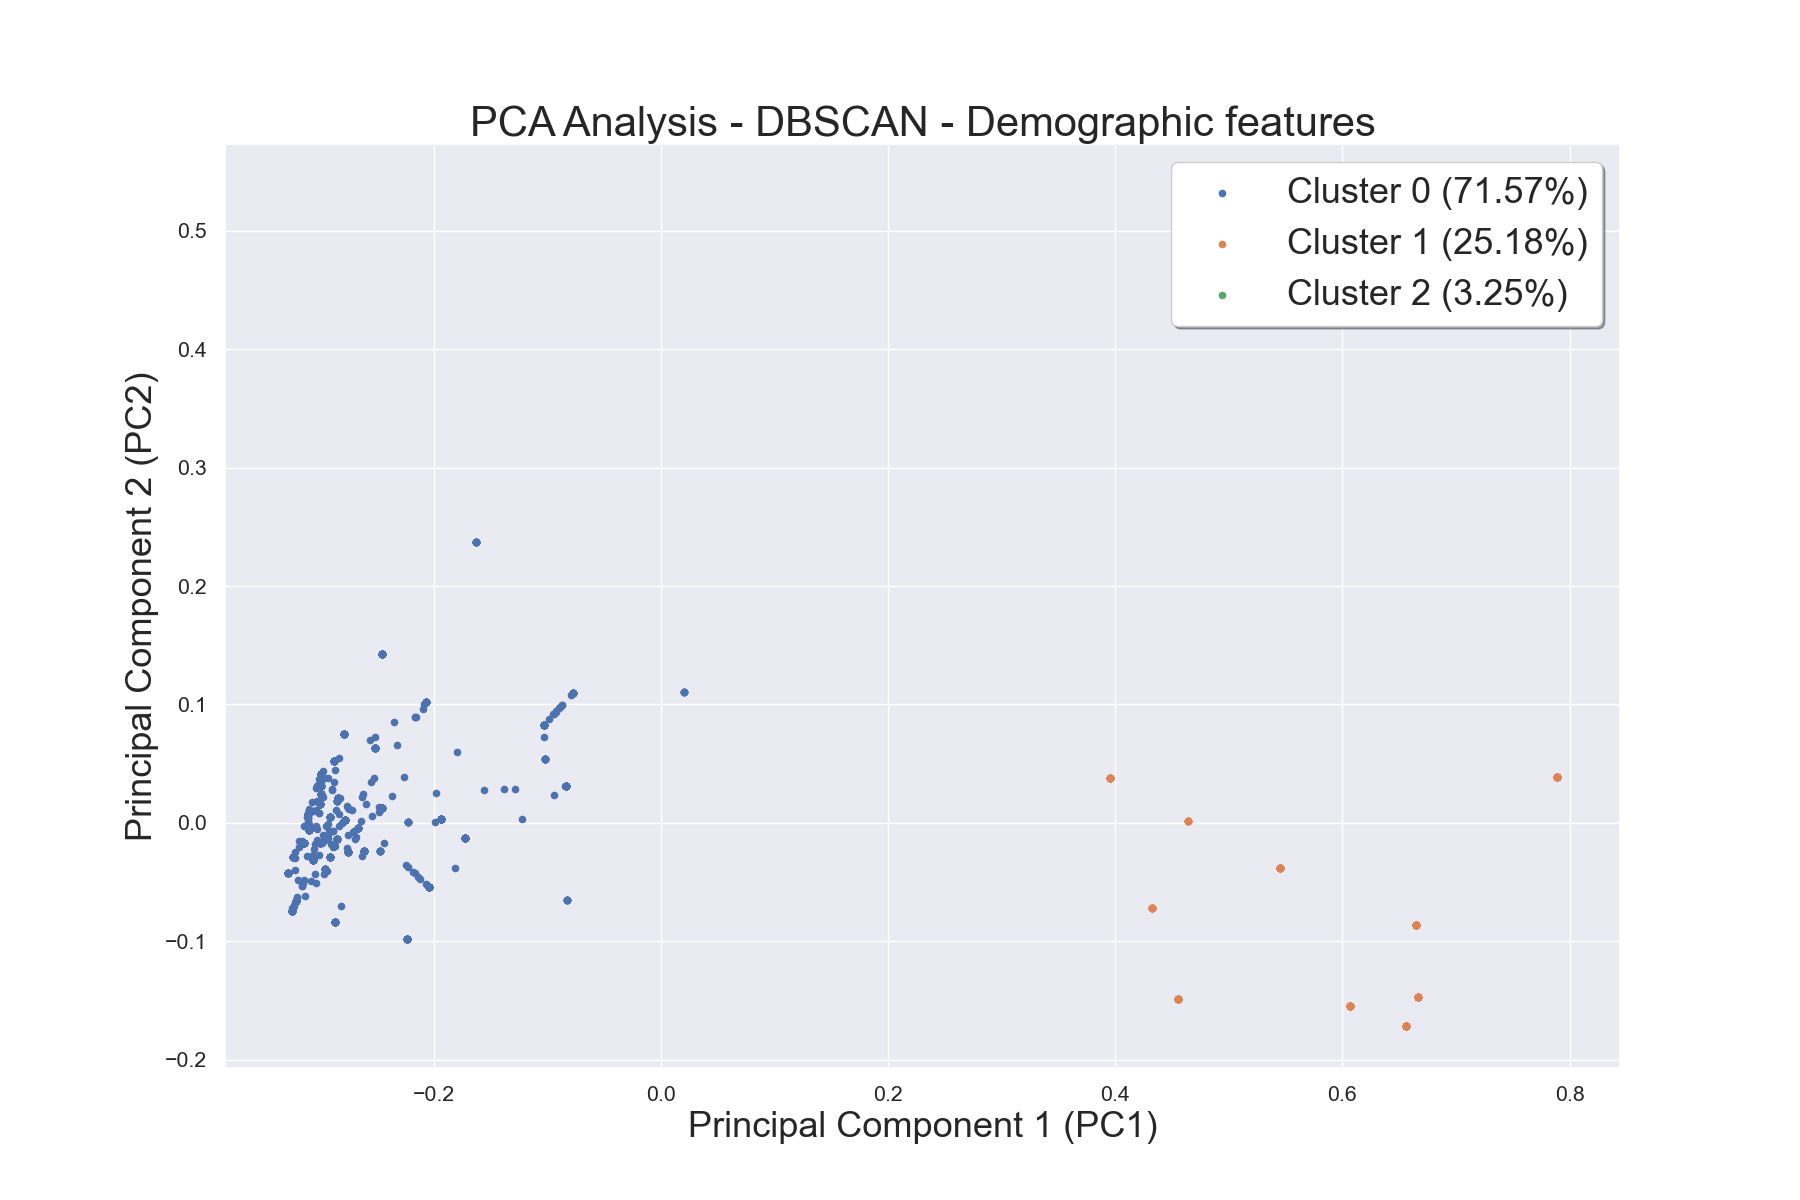 PCA Analysis - DBSCAN - Demographic features
Cluster 0 (71.57%)
Cluster 1 (25.18%)
Cluster 2 (3.25%)
Principal Component 2 (PC2)
0.5
0.4
0.3
0.2
0.1
0.0
−0.1
−0.2
−0.2 0.0 0.2 0.4 0.6 0.8
Principal Component 1 (PC1)